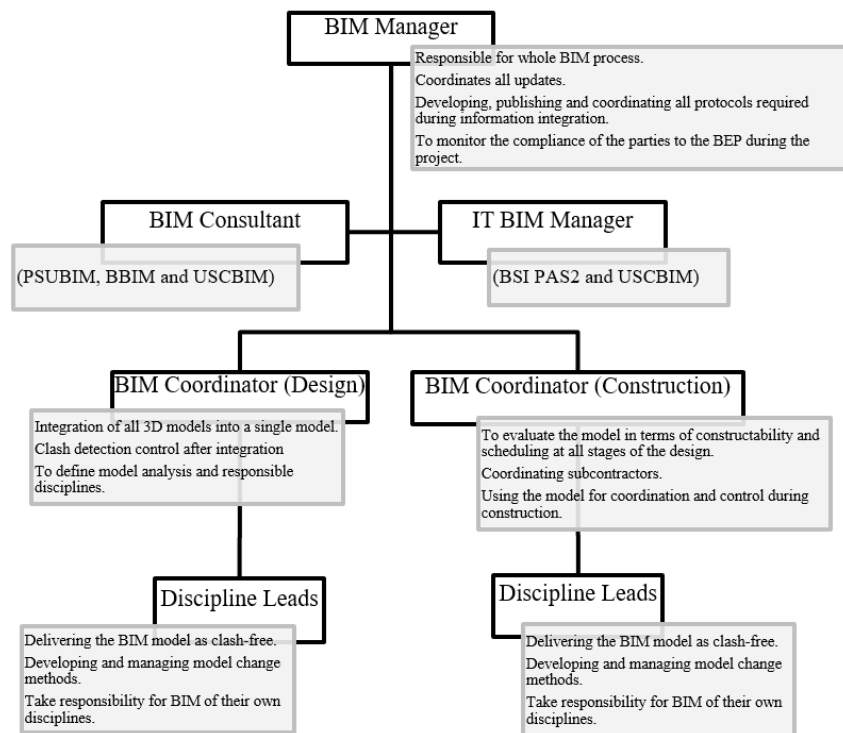 BIM Manager
Responsible for whole BIM process.
Coordinates all updates.
Developing, publishing and coordinating all protocols required
during information integration.
To monitor the compliance of the parties to the BEP during the
project.
BIM Consultant
(PSUBIM, BBIM and USCBIM)
IT BIM Manager
(BSI PAS2 and USCBIM)
BIM Coordinator (Design)
Integration of all 3D models into a single model.
Clash detection control after integration
To define model analysis and responsible
disciplines.
BIM Coordinator (Construction)
To evaluate the model in terms of constructability and
scheduling at all stages of the design.
Coordinating subcontractors.
Using the model for coordination and control during
construction.
Discipline Leads
Delivering the BIM model as clash-free.
Developing and managing model change
methods.
Take responsibility for BIM of their own
disciplines.
Discipline Leads
Delivering the BIM model as clash-free.
Developing and managing model change
methods.
Take responsibility for BIM of their own
disciplines.